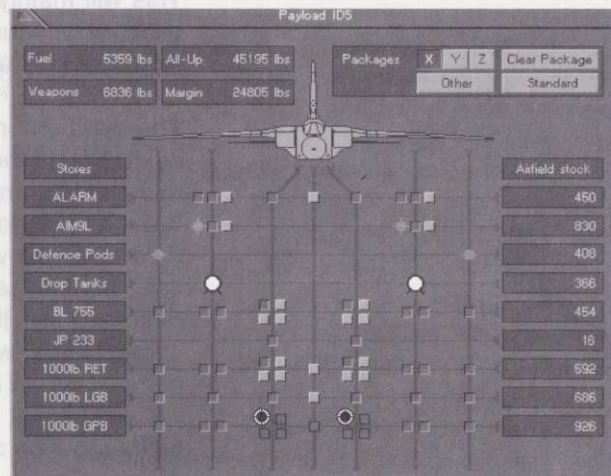 Payload IDS
Fuel 5359 lbs All-Up 45195 lbs
Weapons 6836 lbs Margin 24805 lbs
Packages X Y Z Clear Package
Other Standard
Stores Airfield stock
ALARM 450
AIM9L 830
Defence Pods 408
Drop Tanks 366
BL 755 454
JP 233 16
1000lb RET 592
1000lb LGB 686
1000lb GPB 926